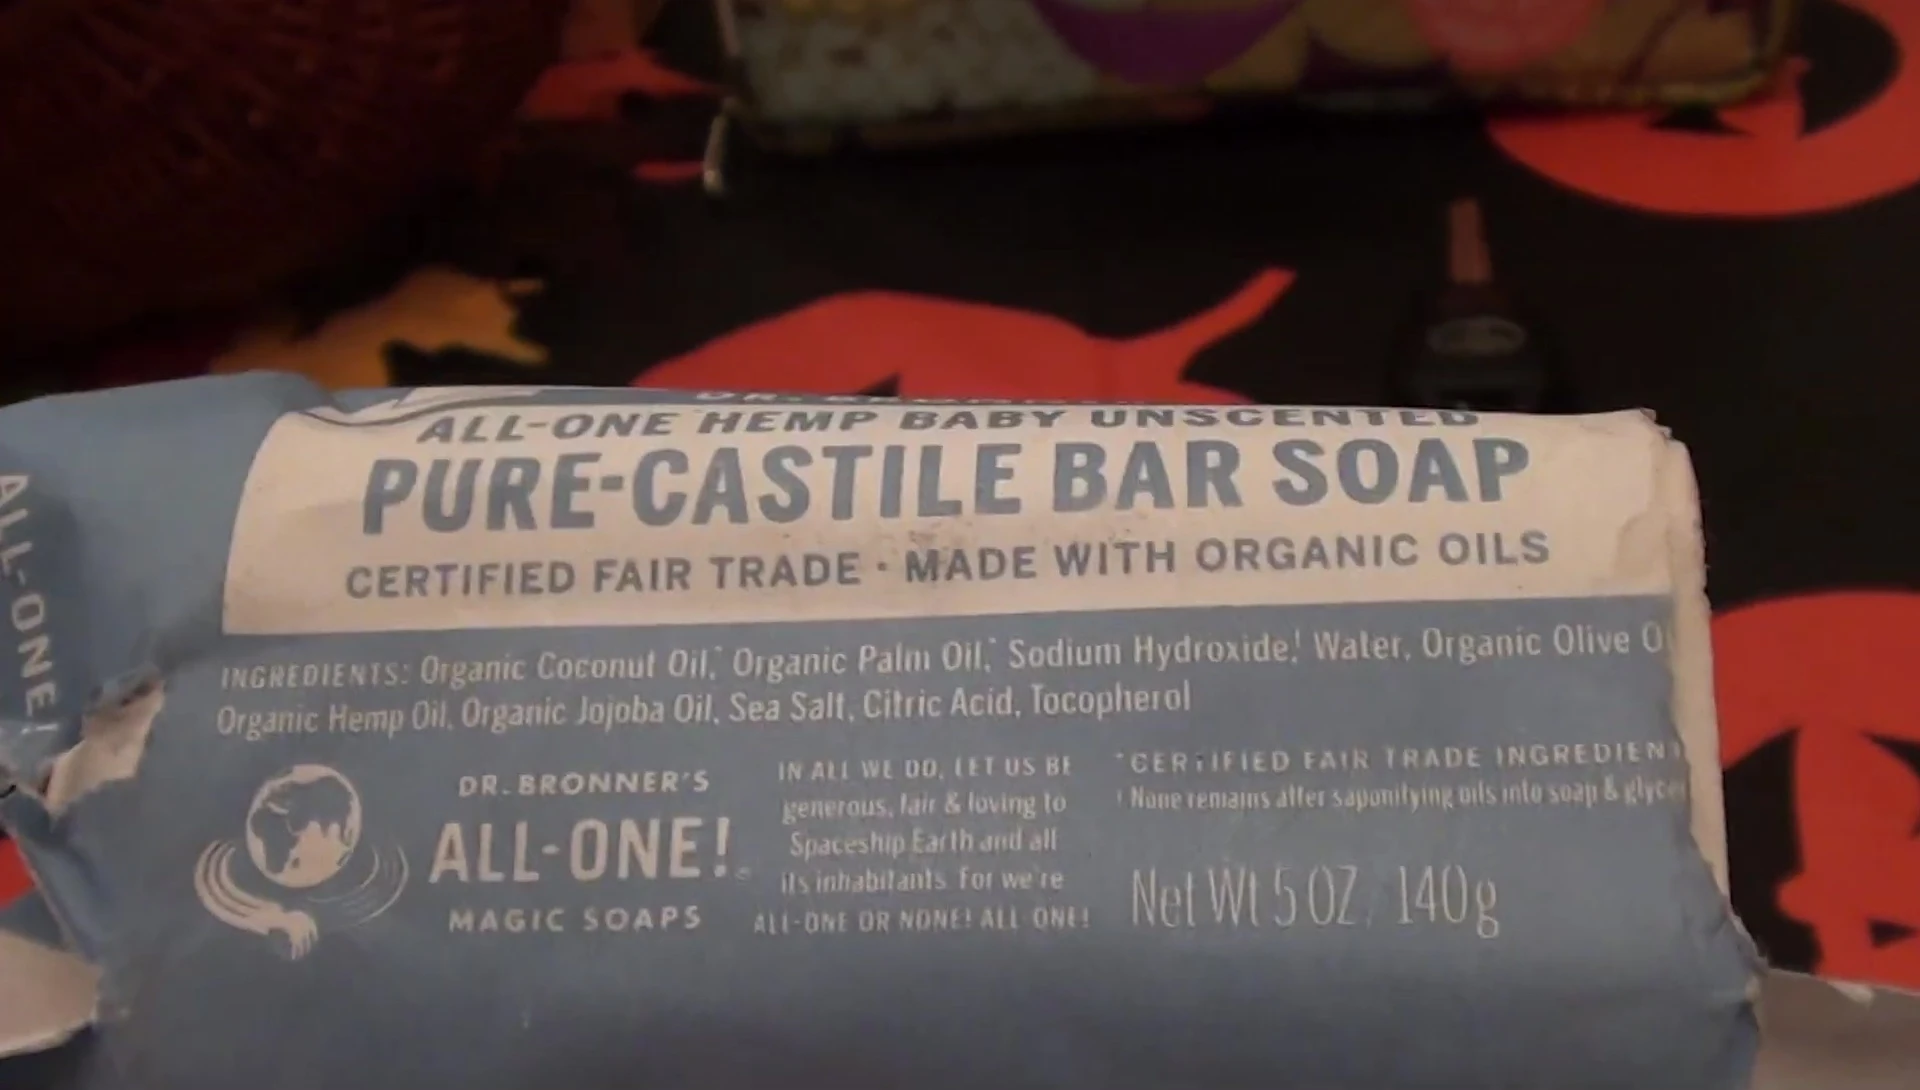 ALL-ONE!
ALL-ONE HEMP BABY UNSCENTED
PURE-CASTILE BAR SOAP
CERTIFIED FAIR TRADE · MADE WITH ORGANIC OILS
INGREDIENTS: Organic Coconut Oil,* Organic Palm Oil,* Sodium Hydroxide,! Water, Organic Olive O
Organic Hemp Oil, Organic Jojoba Oil, Sea Salt, Citric Acid, Tocopherol
DR. BRONNER'S
ALL-ONE!
MAGIC SOAPS
IN ALL WE DO, LET US BE
generous, fair & loving to
Spaceship Earth and all
its inhabitants. For we're
ALL-ONE OR NONE! ALL-ONE!
*CERTIFIED FAIR TRADE INGREDIEN
! None remains after saponifying oils into soap & glyce
Net Wt 5 OZ, 140g